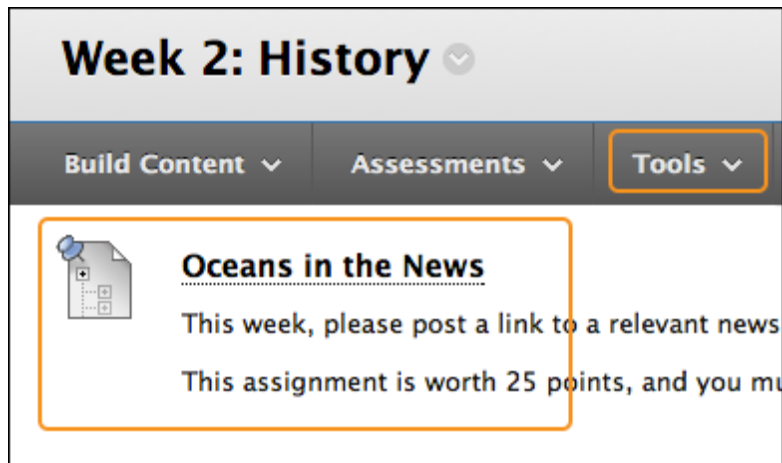 Week 2: History
Build Content Assessments Tools
Oceans in the News
This week, please post a link to a relevant news
This assignment is worth 25 points, and you